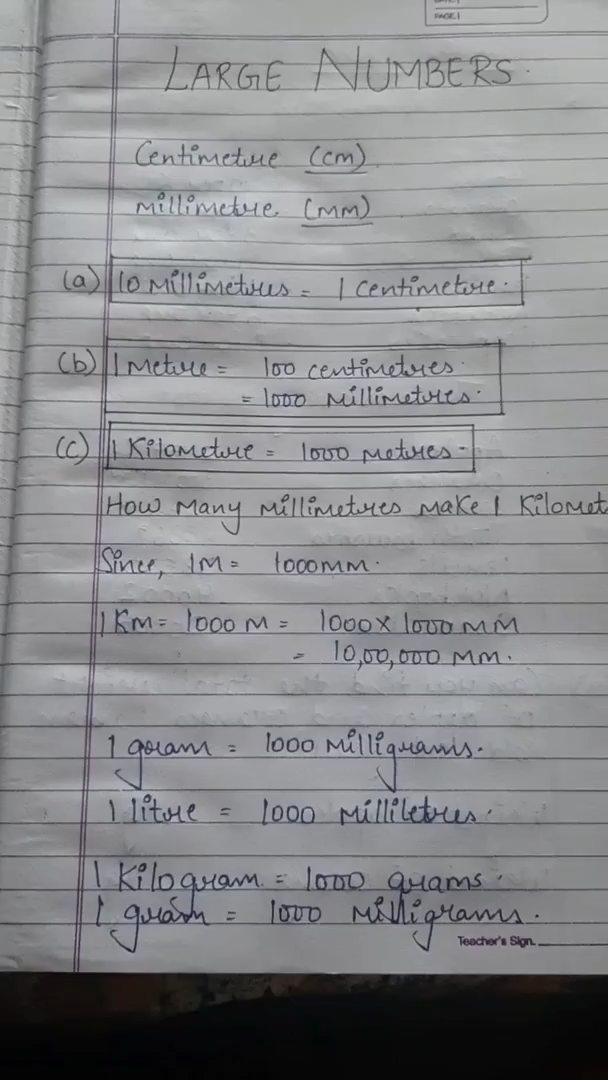 PAGE
LARGE NUMBERS.
Centimetre (cm)
millimetre (mm)
(a) 10 Millimetres = 1 Centimetre.
(b) 1 Metre = 100 centimetres.
= 1000 Millimetres.
(c) 1 Kilometre = 1000 Metres.
How Many Millimetres Make 1 Kilomet
Since, 1M = 1000MM.
1 KM = 1000 M = 1000 X 1000 MM
= 10,00,000 MM.
1 gram = 1000 Milligrams.
1 litre = 1000 Milliletres.
1 Kilogram = 1000 grams.
1 gram = 1000 Milligrams.
Teacher's Sign.